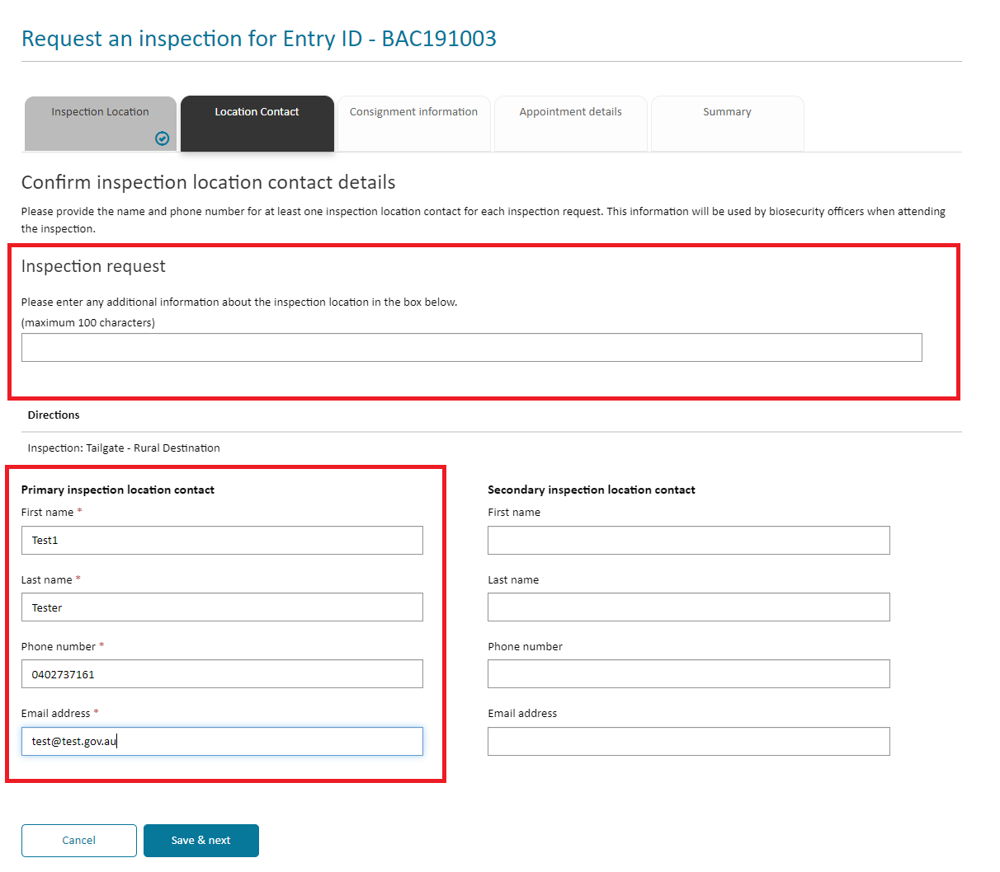 Request an inspection for Entry ID - BAC191003
Inspection Location
Location Contact
Consignment information
Appointment details
Summary
Confirm inspection location contact details
Please provide the name and phone number for at least one inspection location contact for each inspection request. This information will be used by biosecurity officers when attending
the inspection.
Inspection request
Please enter any additional information about the inspection location in the box below.
(maximum 100 characters)
Directions
Inspection: Tailgate - Rural Destination
Primary inspection location contact
First name *
Test1
Last name *
Tester
Phone number *
0402737161
Email address *
test@test.gov.au
Secondary inspection location contact
First name
Last name
Phone number
Email address
Cancel
Save & next